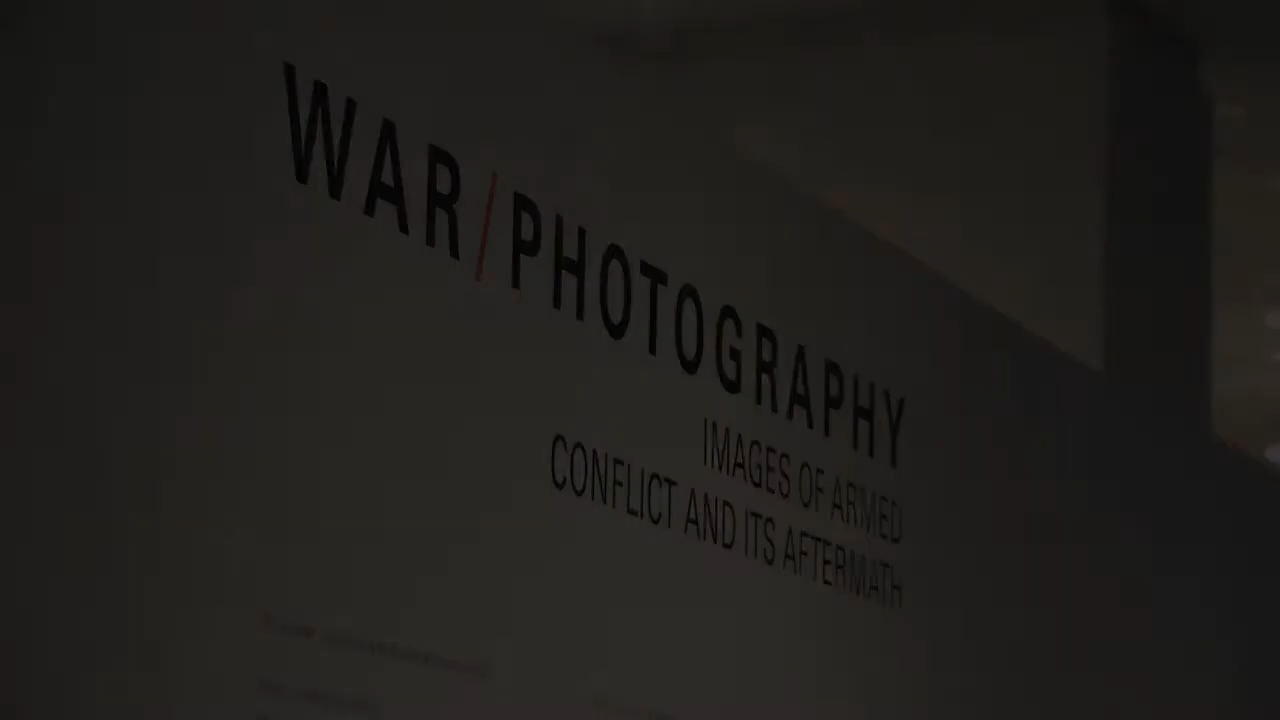 WAR/PHOTOGRAPHY
IMAGES OF ARMED
CONFLICT AND ITS AFTERMATH